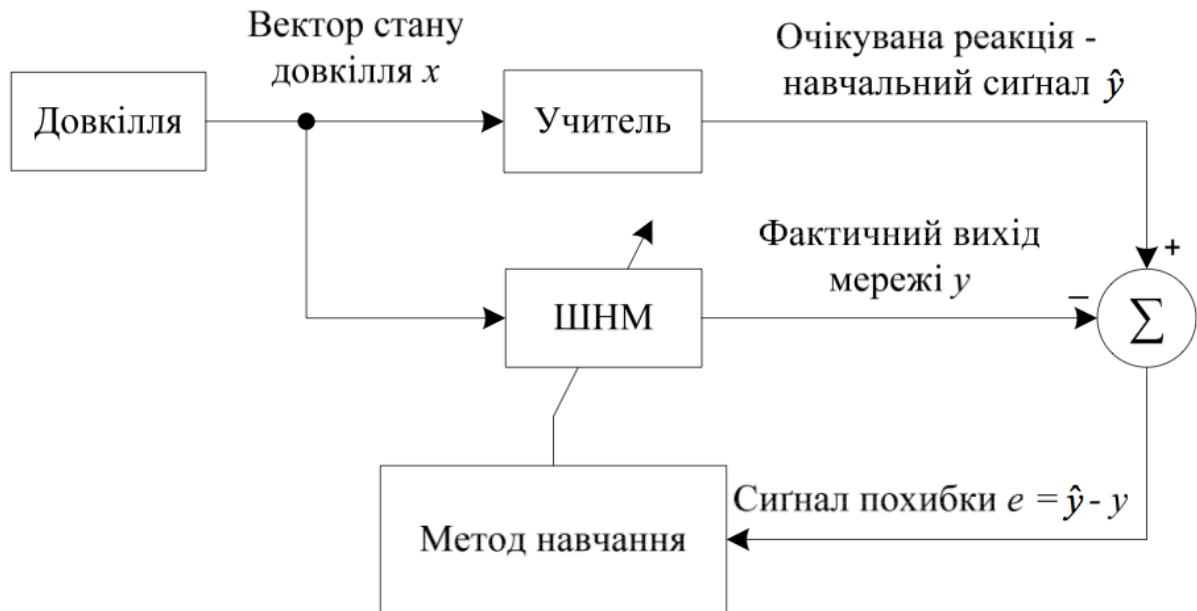 Вектор стану
довкілля x
Очікувана реакція -
навчальний сиґнал ŷ
Довкілля
Учитель
+
Фактичний вихід
мережі y
ШНМ
−
Σ
Сиґнал похибки e = ŷ - y
Метод навчання